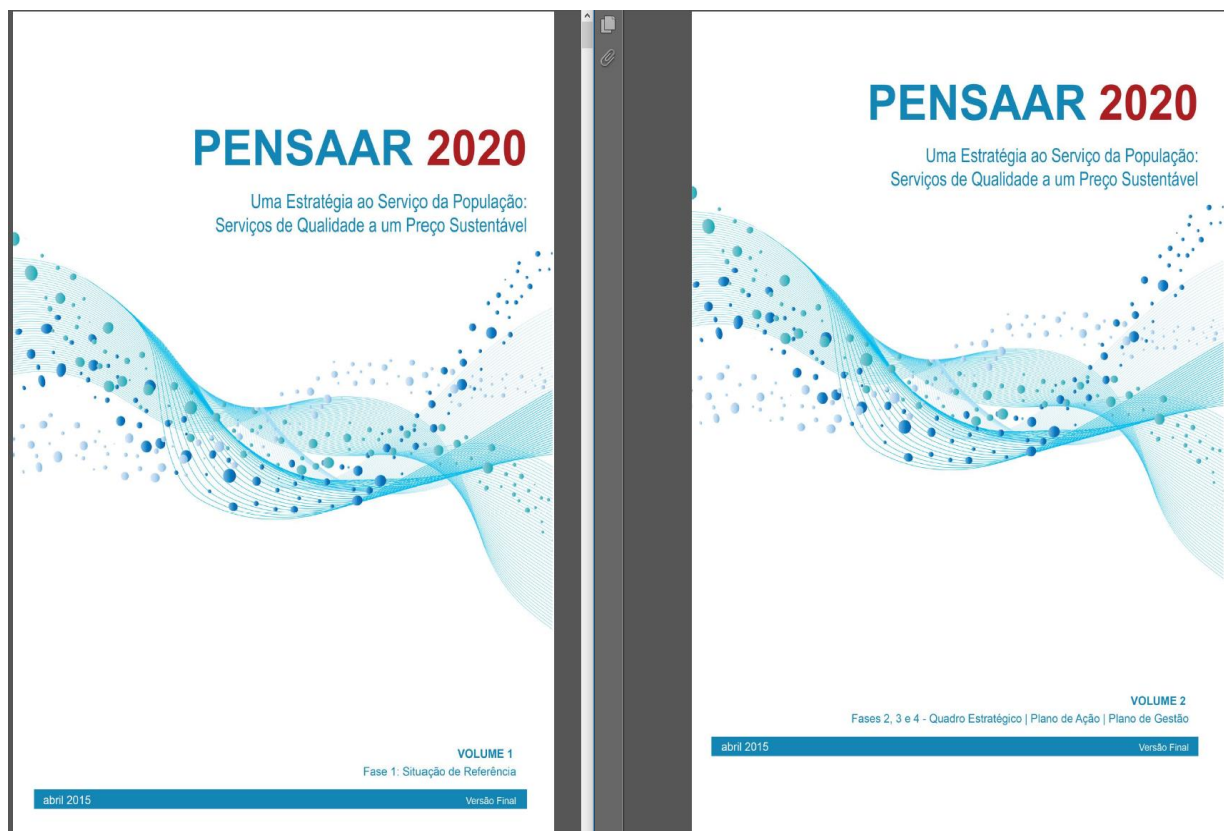 PENSAAR 2020
Uma Estratégia ao Serviço da População:
Serviços de Qualidade a um Preço Sustentável
VOLUME 1
Fase 1: Situação de Referência
abril 2015
Versão Final
PENSAAR 2020
Uma Estratégia ao Serviço da População:
Serviços de Qualidade a um Preço Sustentável
VOLUME 2
Fases 2, 3 e 4 - Quadro Estratégico | Plano de Ação | Plano de Gestão
abril 2015
Versão Final